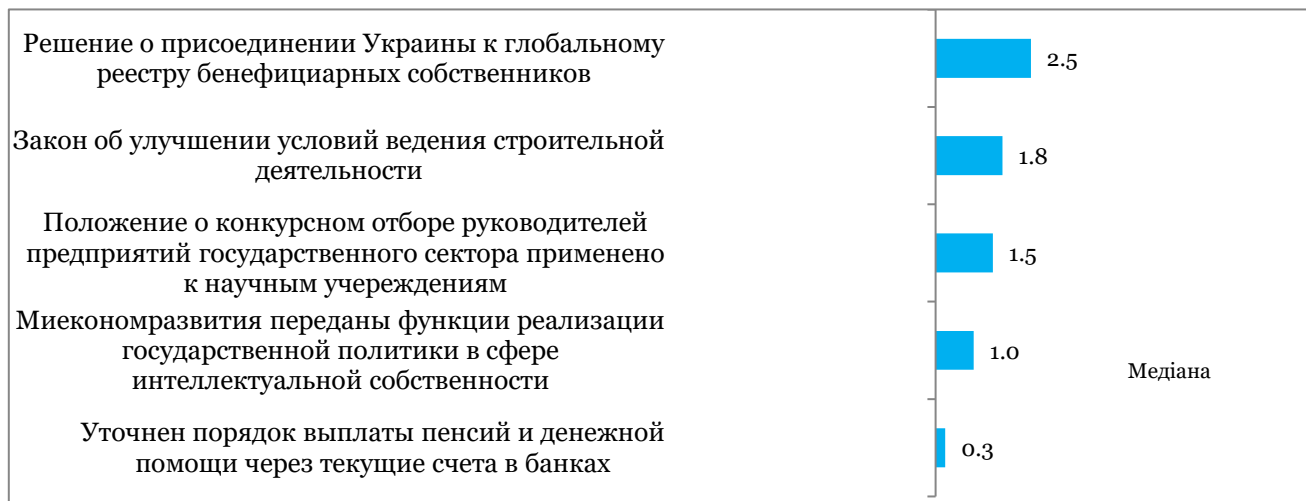 Решение о присоединении Украины к глобальному
реестру бенефициарных собственников
2.5
Закон об улучшении условий ведения строительной
деятельности
1.8
Положение о конкурсном отборе руководителей
предприятий государственного сектора применено
к научным учереждениям
1.5
Миекономразвития переданы функции реализации
государственной политики в сфере
интеллектуальной собственности
1.0
Медіана
Уточнен порядок выплаты пенсий и денежной
помощи через текущие счета в банках
0.3